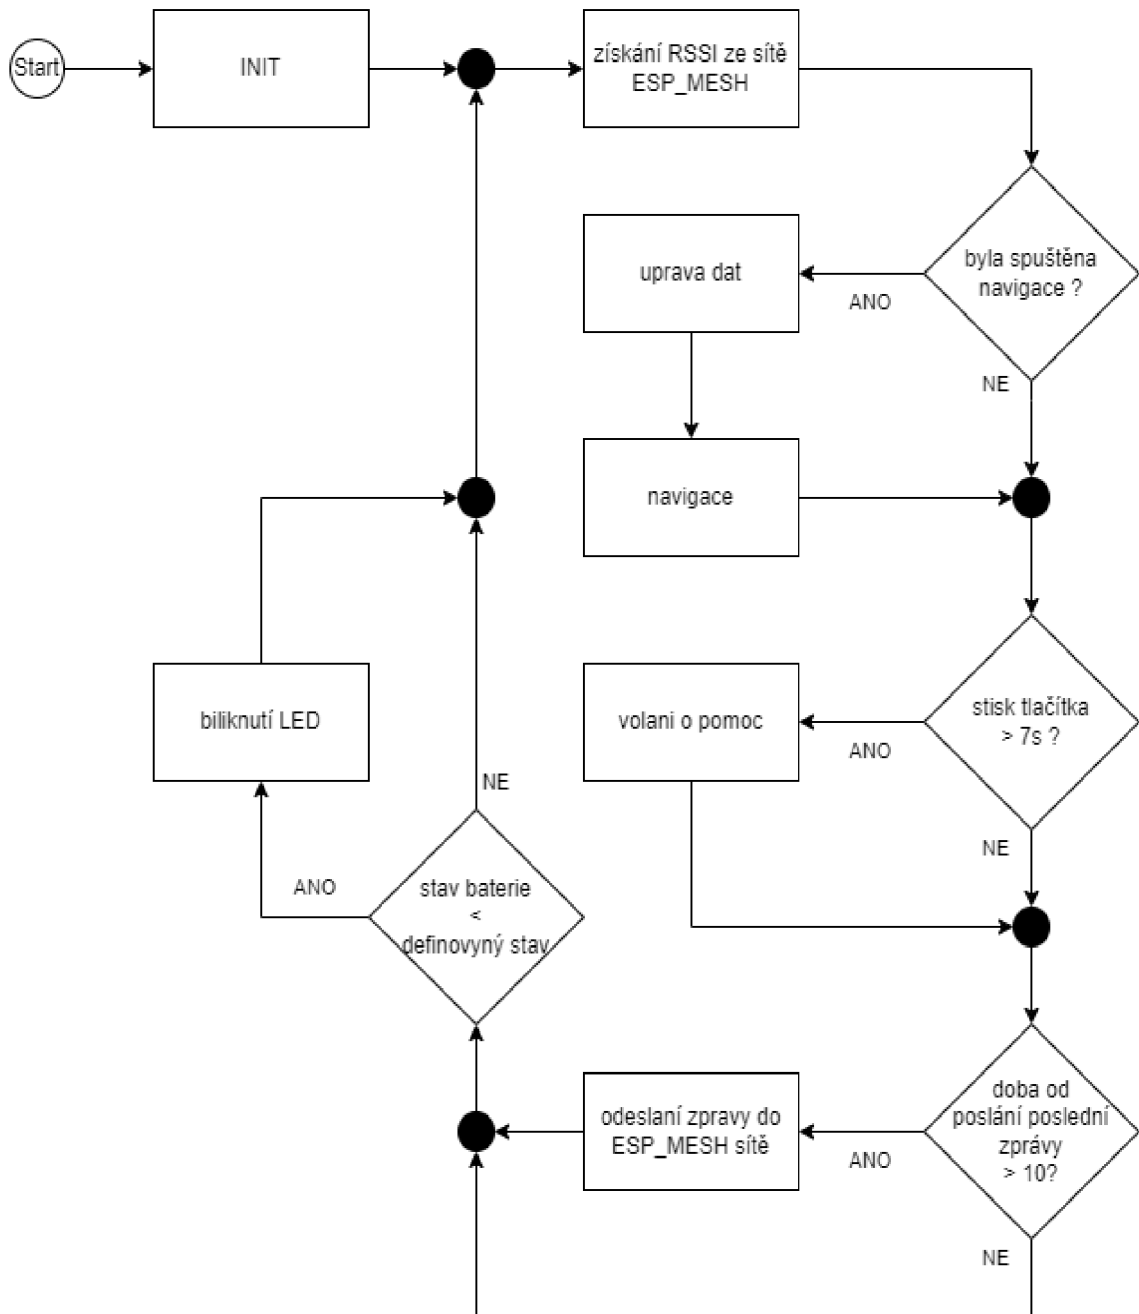 Start
INIT
získání RSSI ze sítě
ESP_MESH
byla spuštěna
navigace ?
ANO
NE
uprava dat
navigace
stisk tlačítka
> 7s ?
ANO
NE
volani o pomoc
doba od
poslání poslední
zprávy
> 10?
ANO
NE
odeslaní zpravy do
ESP_MESH sítě
stav baterie
<
definovyný stav
ANO
NE
biliknutí LED